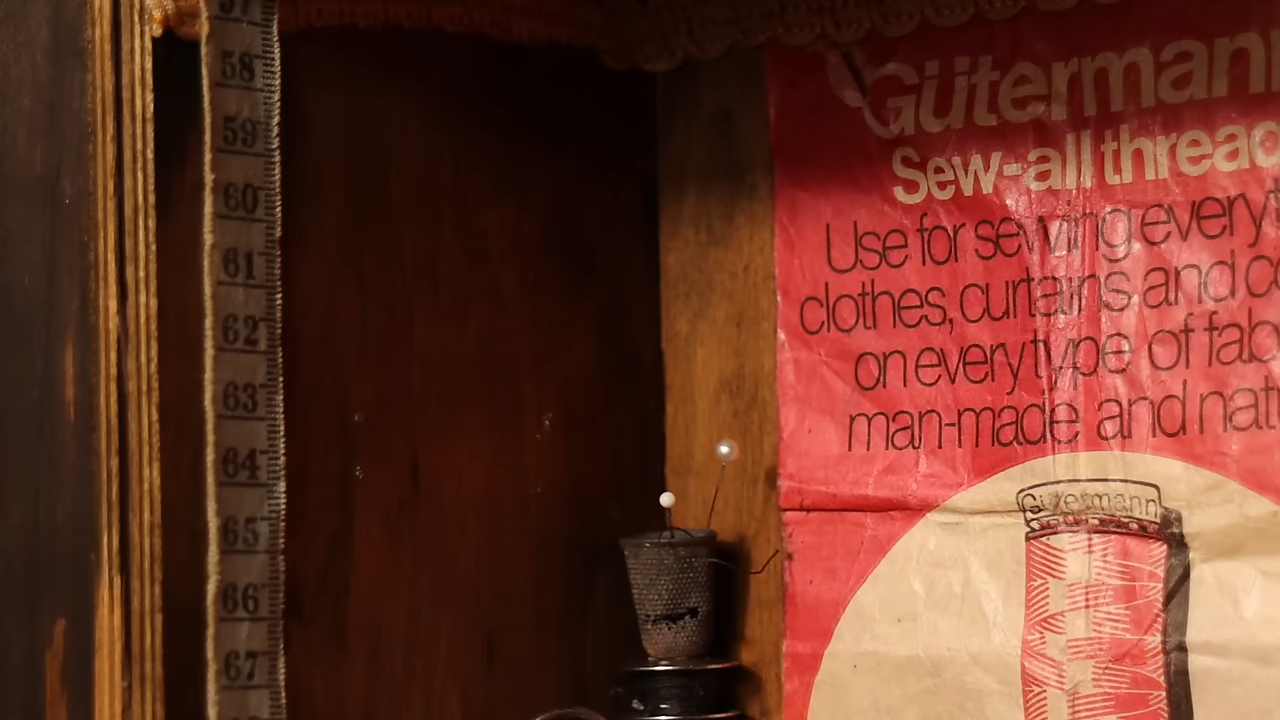 57
58
59
60
61
62
63
64
65
66
67
Gütermann
Sew-all thread
Use for sewing every
clothes, curtains and
on every type of fab
man-made and nat
Gütermann